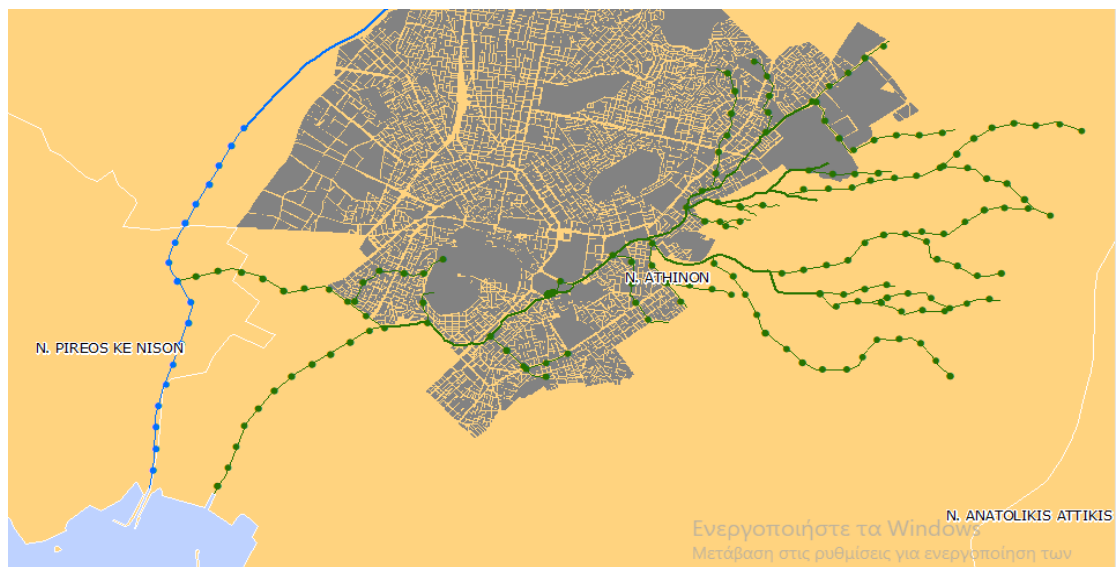 N. ATHINON
N. PIREOS KE NISON
N. ANATOLIKIS ATTIKIS
Ενεργοποιήστε τα Windows
Μετάβαση στις ρυθμίσεις για ενεργοποίηση των